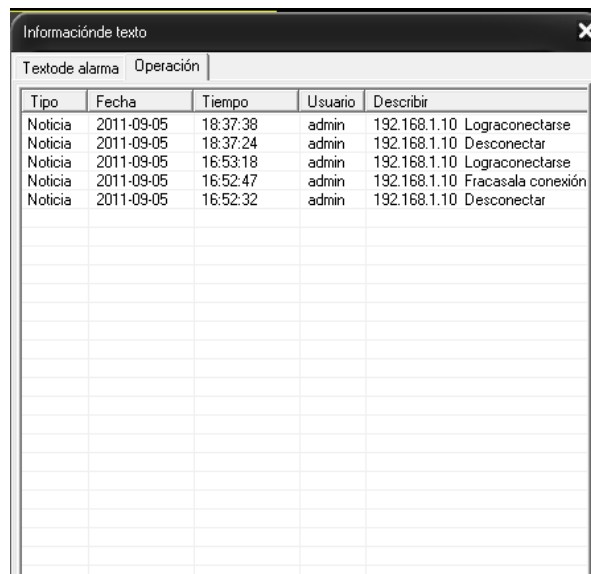 Informaciónde texto
Textode alarma Operación
Tipo Fecha Tiempo Usuario Describir
Noticia 2011-09-05 18:37:38 admin 192.168.1.10 Lograconectarse
Noticia 2011-09-05 18:37:24 admin 192.168.1.10 Desconectar
Noticia 2011-09-05 16:53:18 admin 192.168.1.10 Lograconectarse
Noticia 2011-09-05 16:52:47 admin 192.168.1.10 Fracasala conexión
Noticia 2011-09-05 16:52:32 admin 192.168.1.10 Desconectar